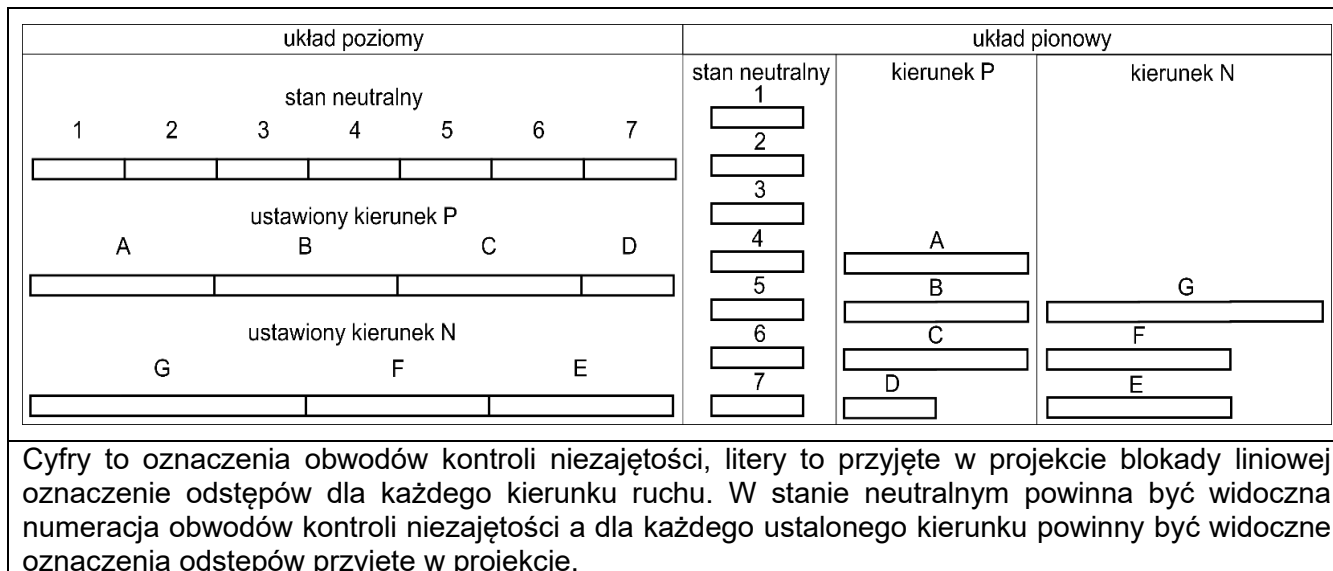 układ poziomy
układ pionowy
stan neutralny
1 2 3 4 5 6 7
ustawiony kierunek P
A B C D
ustawiony kierunek N
G F E
stan neutralny
1
2
3
4
5
6
7
kierunek P
A
B
C
D
kierunek N
G
F
E
Cyfry to oznaczenia obwodów kontroli niezajętości, litery to przyjęte w projekcie blokady liniowej
oznaczenie odstępów dla każdego kierunku ruchu. W stanie neutralnym powinna być widoczna
numeracja obwodów kontroli niezajętości a dla każdego ustalonego kierunku powinny być widoczne
oznaczenia odstępów przyjęte w projekcie.